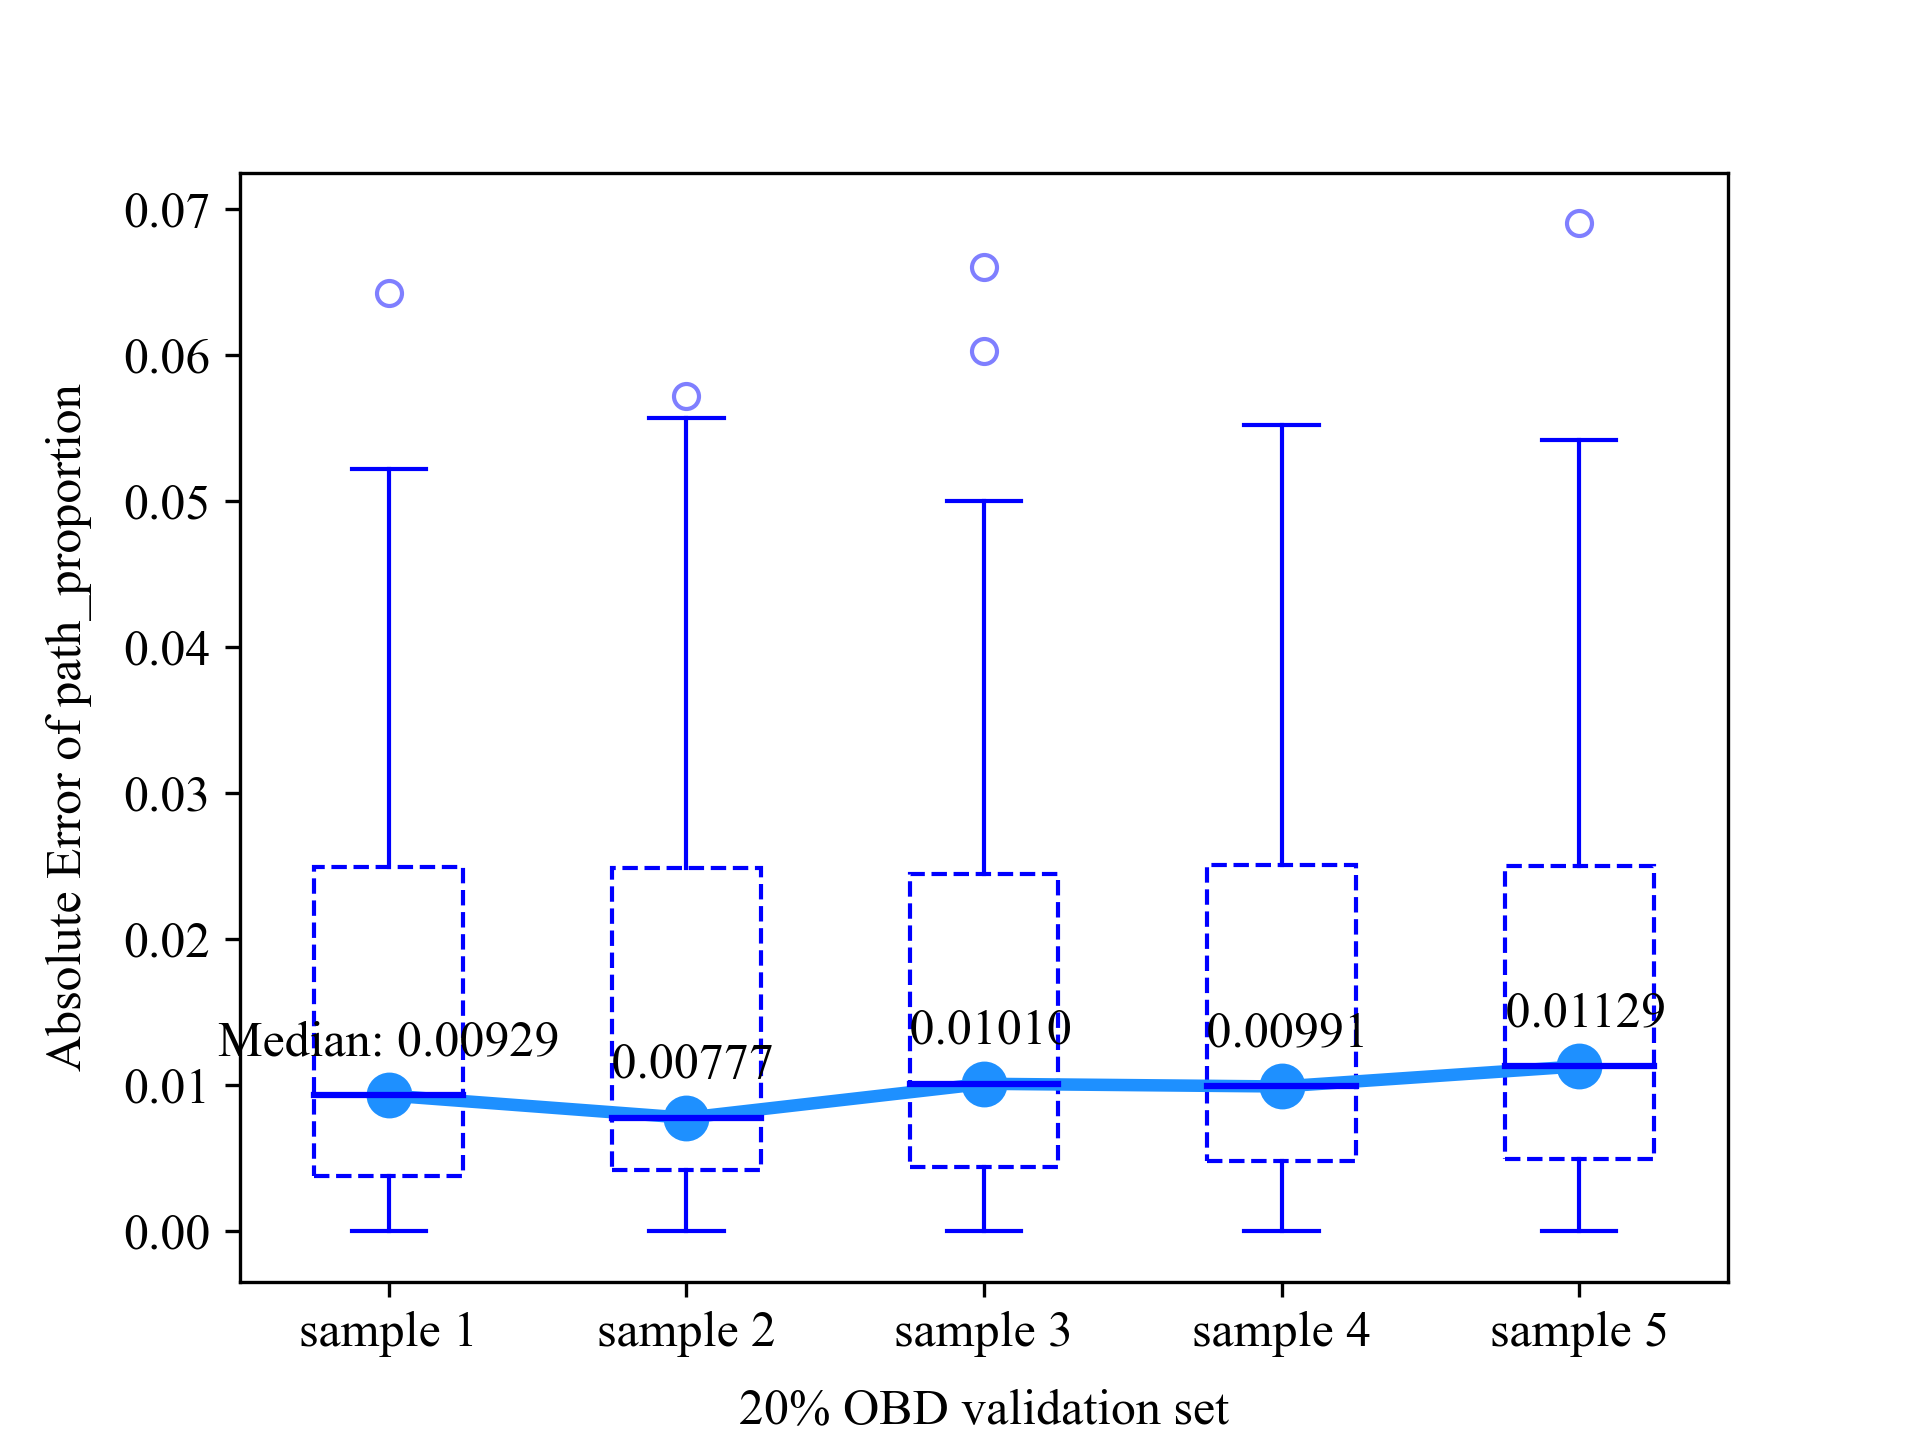 0.07
0.06
0.05
0.04
0.03
0.02
0.01
0.00
Absolute Error of path_proportion
Median: 0.00929
0.00777
0.01010
0.00991
0.01129
sample 1
sample 2
sample 3
sample 4
sample 5
20% OBD validation set